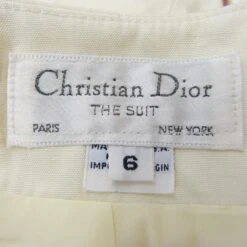 Christian Dior
THE SUIT
PARIS NEW YORK
6